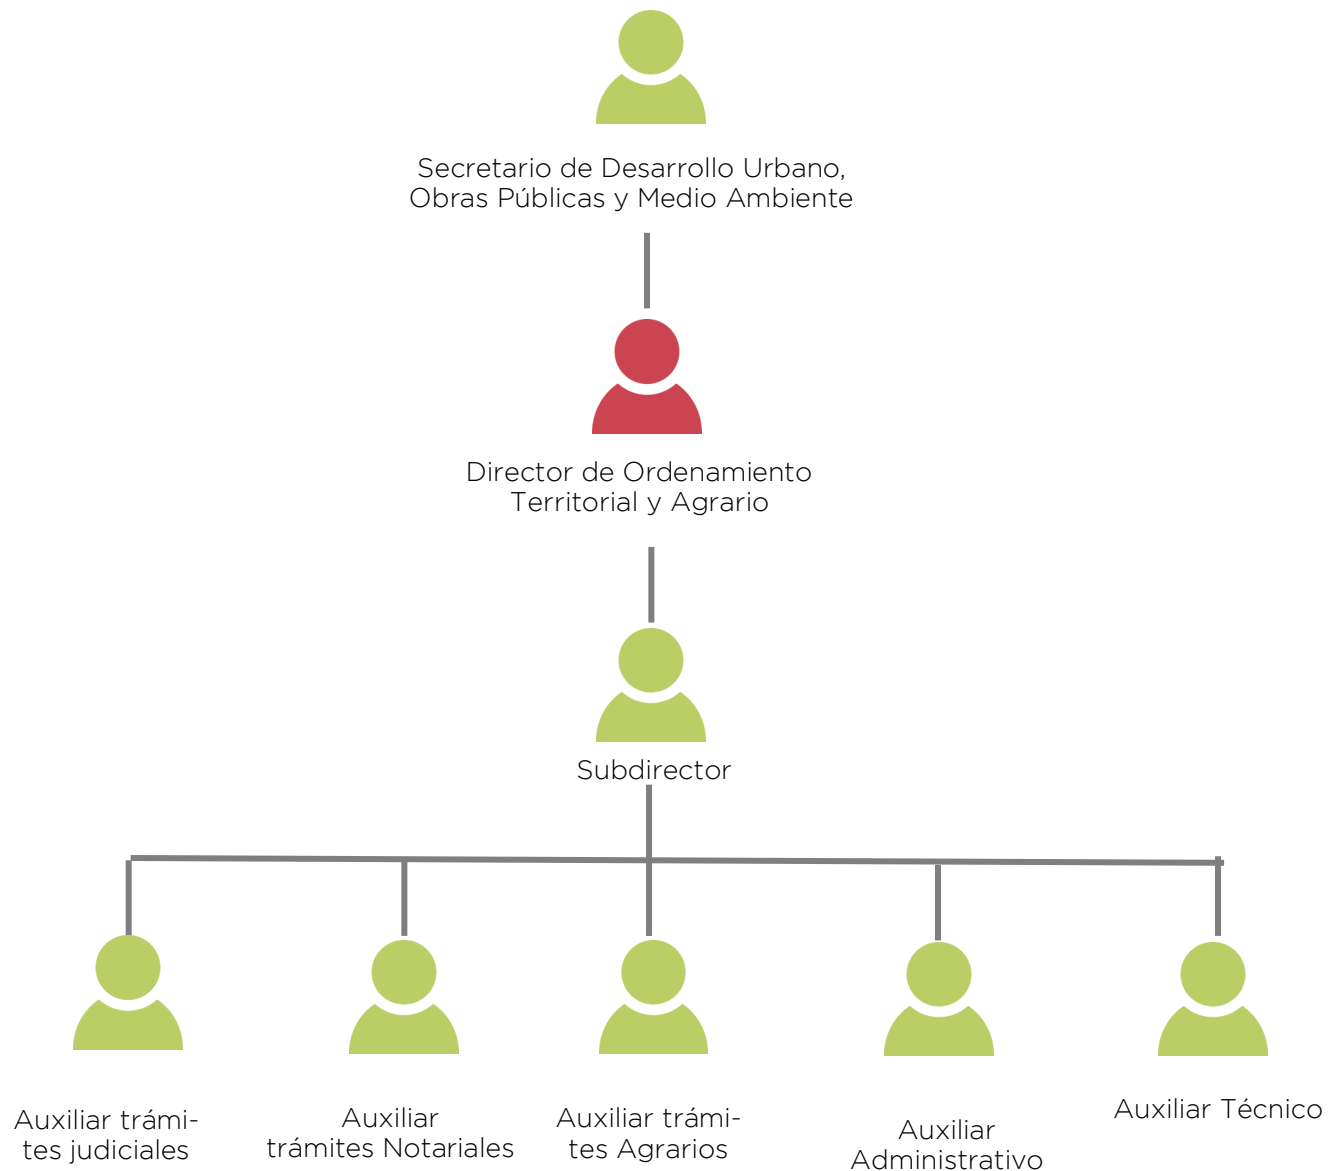 Secretario de Desarrollo Urbano,
Obras Públicas y Medio Ambiente
Director de Ordenamiento
Territorial y Agrario
Subdirector
Auxiliar trámi-
tes judiciales
Auxiliar
trámites Notariales
Auxiliar trámi-
tes Agrarios
Auxiliar
Administrativo
Auxiliar Técnico